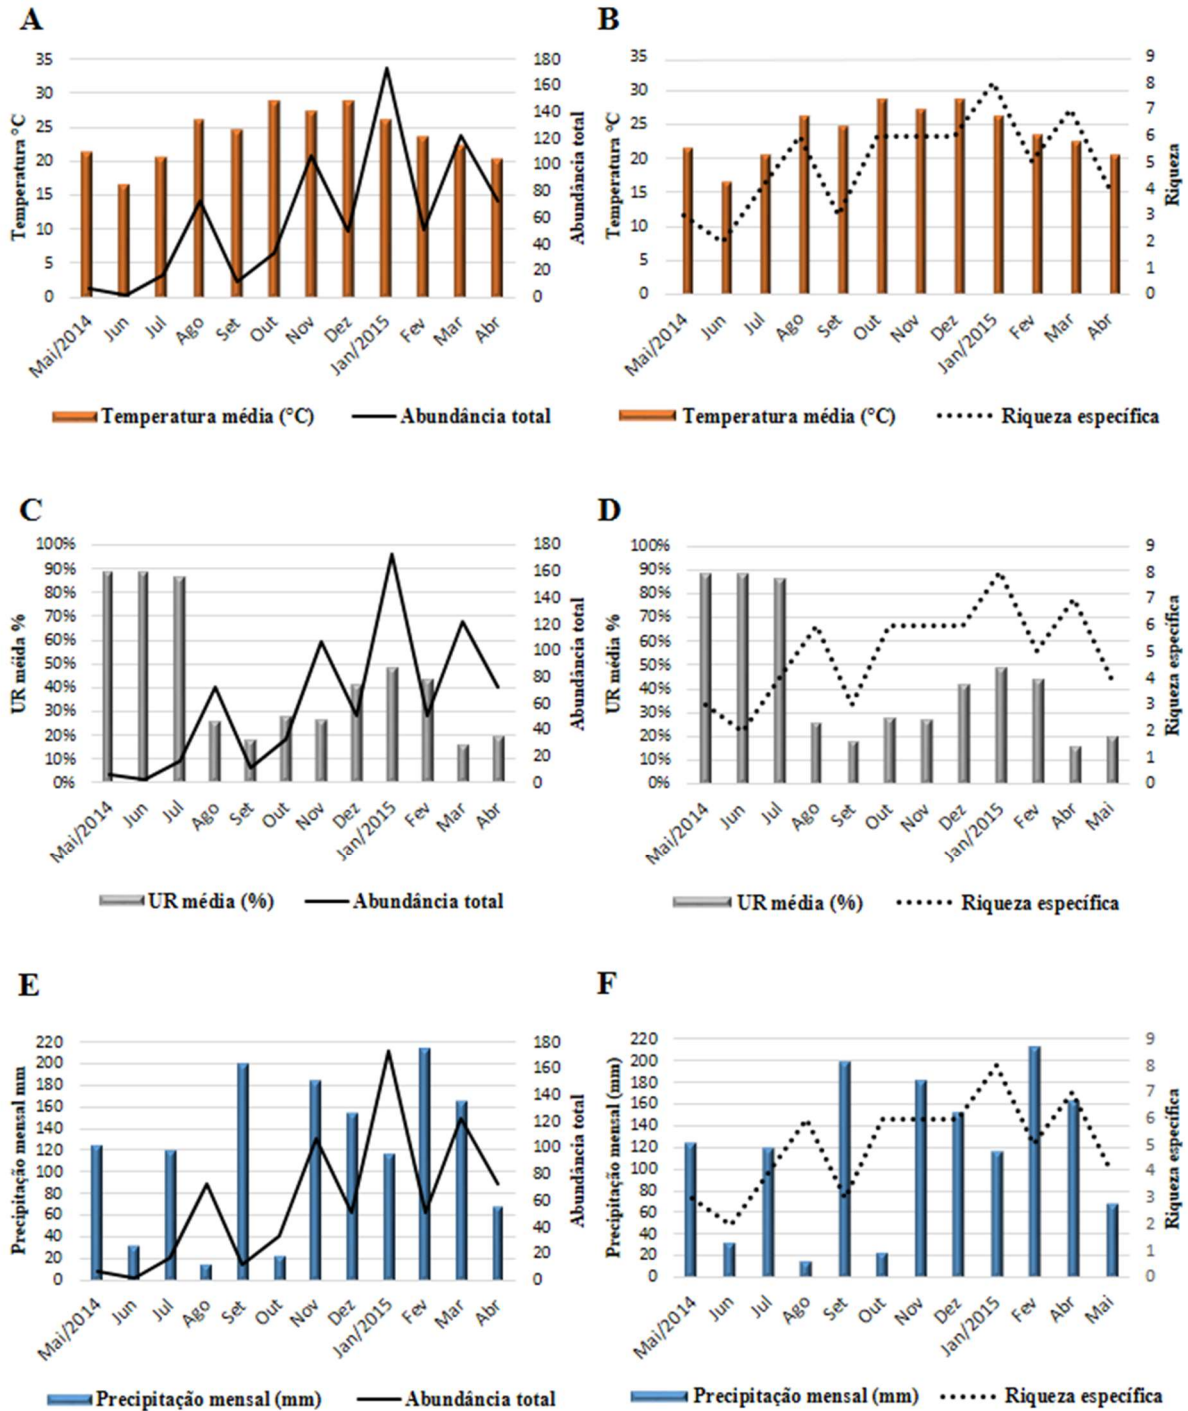 A
Temperatura °C
35
30
25
20
15
10
5
0
180
160
140
120
100
80
60
40
20
0
Abundância total
Mai/2014
Jun
Jul
Ago
Set
Out
Nov
Dez
Jan/2015
Fev
Mar
Abr
Temperatura média (°C)
Abundância total
B
Temperatura °C
35
30
25
20
15
10
5
0
9
8
7
6
5
4
3
2
1
0
Riqueza
Mai/2014
Jun
Jul
Ago
Set
Out
Nov
Dez
Jan/2015
Fev
Mar
Abr
Temperatura média (°C)
Riqueza específica
C
UR méida %
100%
90%
80%
70%
60%
50%
40%
30%
20%
10%
0%
180
160
140
120
100
80
60
40
20
0
Abundância total
Mai/2014
Jun
Jul
Ago
Set
Out
Nov
Dez
Jan/2015
Fev
Mar
Abr
UR média (%)
Abundância total
D
UR média %
100%
90%
80%
70%
60%
50%
40%
30%
20%
10%
0%
9
8
7
6
5
4
3
2
1
0
Riqueza específica
Mai/2014
Jun
Jul
Ago
Set
Out
Nov
Dez
Jan/2015
Fev
Abr
Mai
UR média (%)
Riqueza específica
E
Precipitação mensal mm
220
200
180
160
140
120
100
80
60
40
20
0
180
160
140
120
100
80
60
40
20
0
Abundância total
Mai/2014
Jun
Jul
Ago
Set
Out
Nov
Dez
Jan/2015
Fev
Mar
Abr
Precipitação mensal (mm)
Abundância total
F
Precipitação mensal (mm)
220
200
180
160
140
120
100
80
60
40
20
0
9
8
7
6
5
4
3
2
1
0
Riqueza específica
Mai/2014
Jun
Jul
Ago
Set
Out
Nov
Dez
Jan/2015
Fev
Abr
Mai
Precipitação mensal (mm)
Riqueza específica